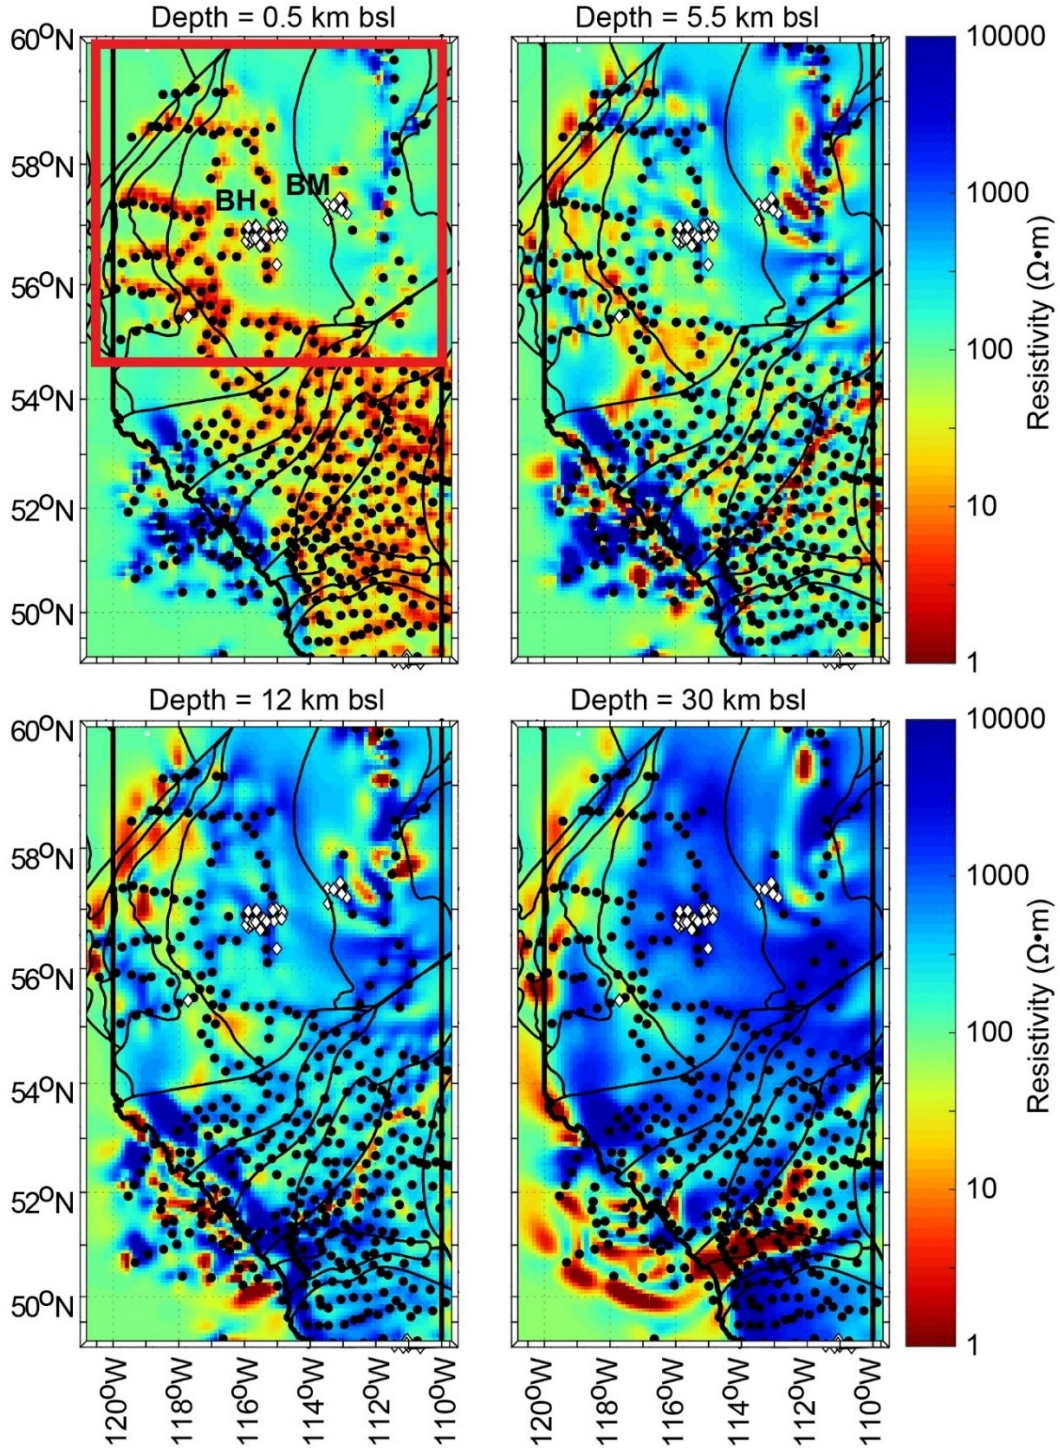 Depth = 0.5 km bsl
Depth = 5.5 km bsl
60°N
58°N
56°N
54°N
52°N
50°N
BH
BM
10000
1000
100
10
1
Resistivity (Ω•m)
Depth = 12 km bsl
Depth = 30 km bsl
60°N
58°N
56°N
54°N
52°N
50°N
10000
1000
100
10
1
Resistivity (Ω•m)
120°W
118°W
116°W
114°W
112°W
110°W
120°W
118°W
116°W
114°W
112°W
110°W